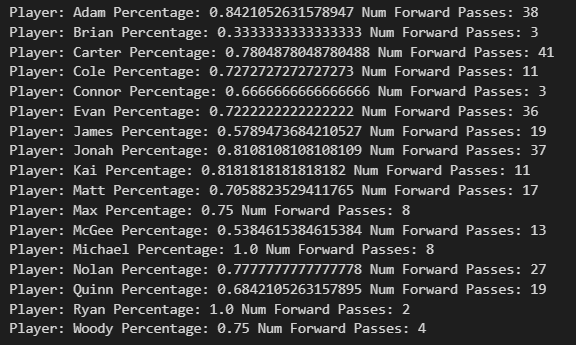 Player: Adam Percentage: 0.8421052631578947 Num Forward Passes: 38
Player: Brian Percentage: 0.3333333333333333 Num Forward Passes: 3
Player: Carter Percentage: 0.7804878048780488 Num Forward Passes: 41
Player: Cole Percentage: 0.7272727272727273 Num Forward Passes: 11
Player: Connor Percentage: 0.6666666666666666 Num Forward Passes: 3
Player: Evan Percentage: 0.7222222222222222 Num Forward Passes: 36
Player: James Percentage: 0.5789473684210527 Num Forward Passes: 19
Player: Jonah Percentage: 0.8108108108108109 Num Forward Passes: 37
Player: Kai Percentage: 0.8181818181818182 Num Forward Passes: 11
Player: Matt Percentage: 0.7058823529411765 Num Forward Passes: 17
Player: Max Percentage: 0.75 Num Forward Passes: 8
Player: McGee Percentage: 0.5384615384615384 Num Forward Passes: 13
Player: Michael Percentage: 1.0 Num Forward Passes: 8
Player: Nolan Percentage: 0.7777777777777778 Num Forward Passes: 27
Player: Quinn Percentage: 0.6842105263157895 Num Forward Passes: 19
Player: Ryan Percentage: 1.0 Num Forward Passes: 2
Player: Woody Percentage: 0.75 Num Forward Passes: 4